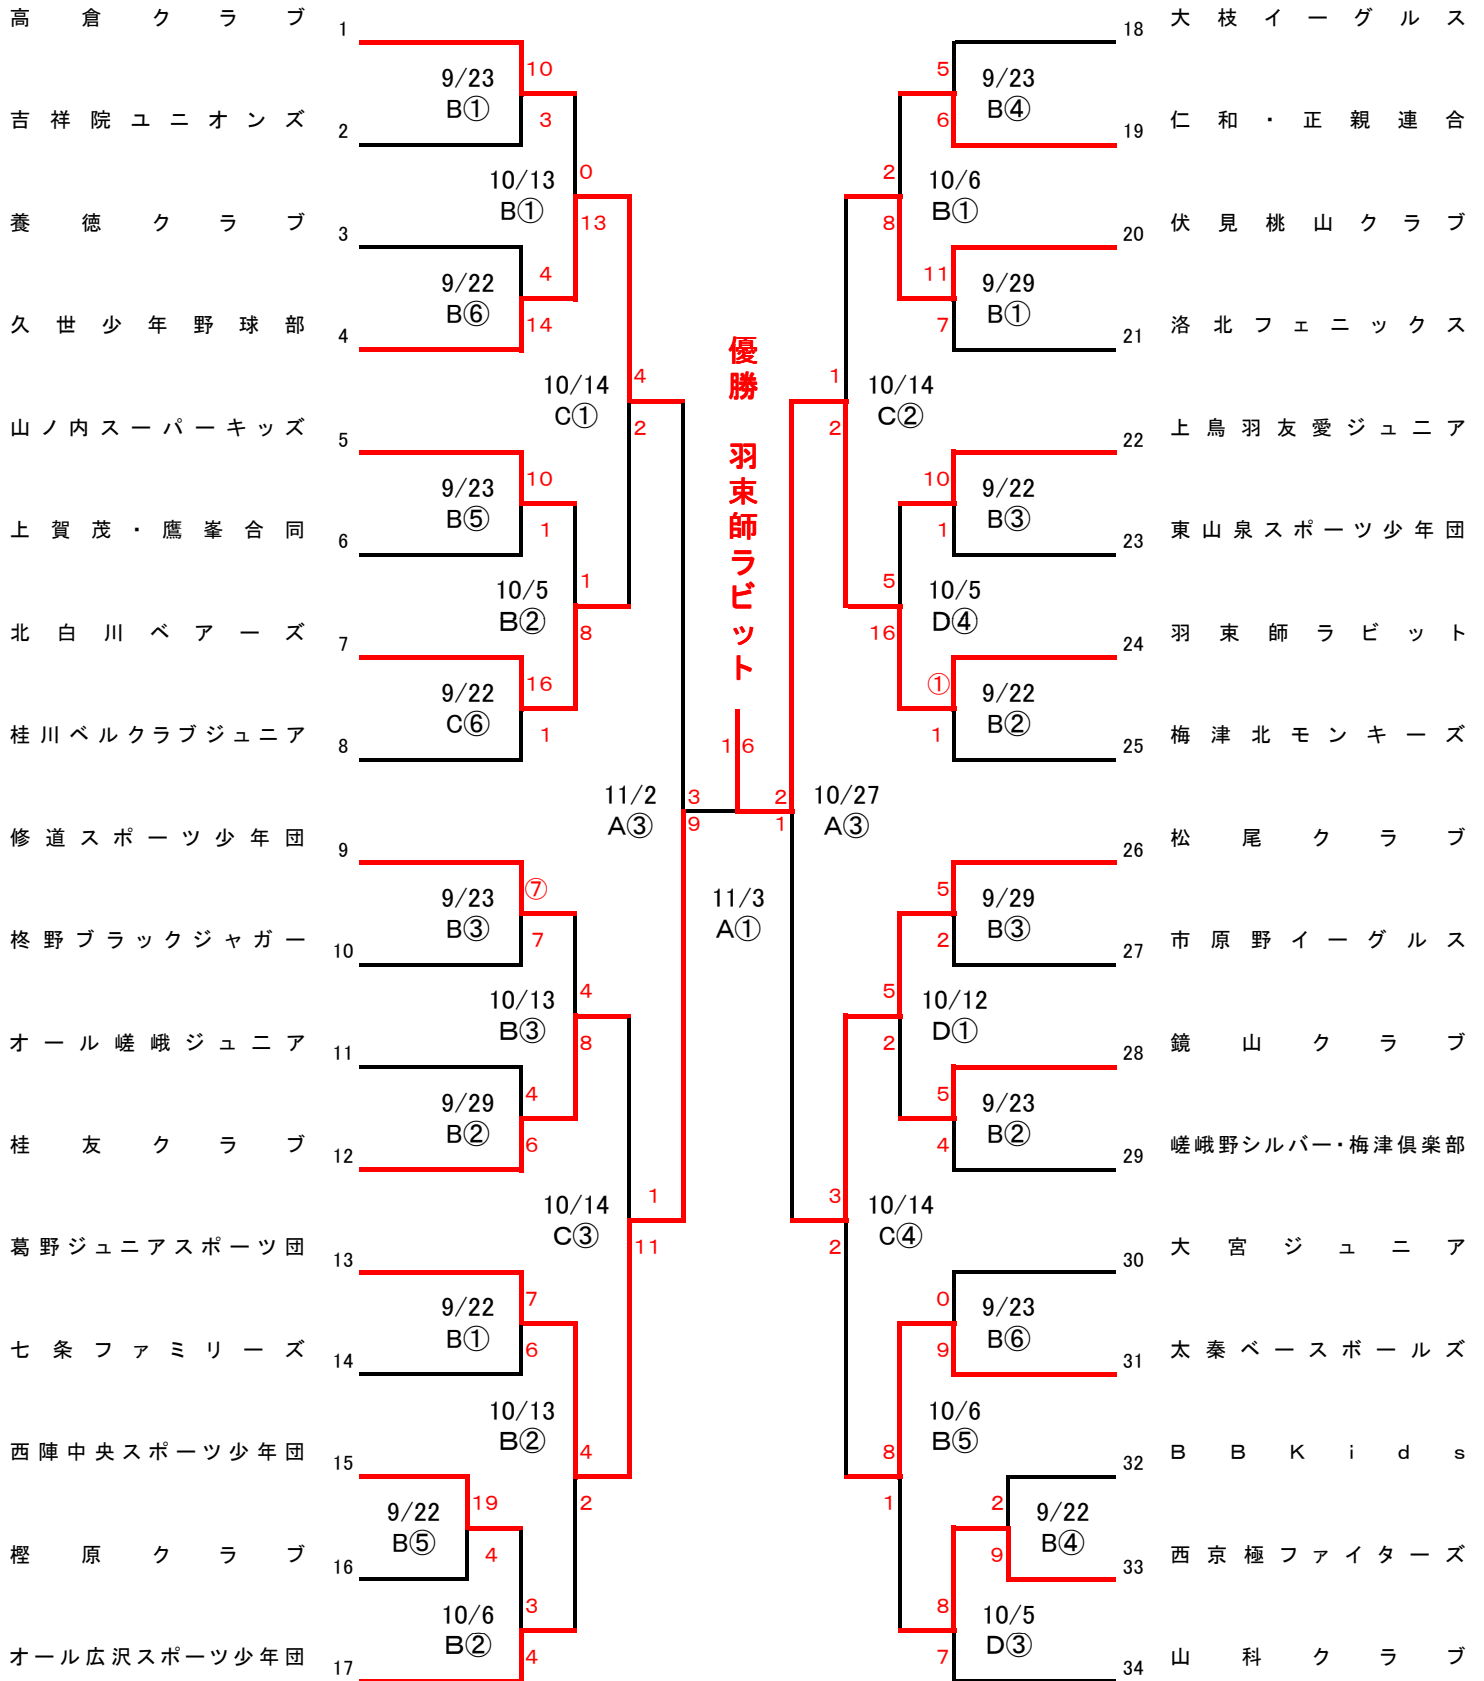 高倉クラブ 1
10
9/23
B①
3
吉祥院ユニオンズ 2
0
10/13
B①
13
養徳クラブ 3
4
9/22
B⑥
14
久世少年野球部 4
4
10/14
C①
2
山ノ内スーパーキッズ 5
10
9/23
B⑤
1
上賀茂・鷹峯合同 6
1
10/5
B②
8
北白川ベアーズ 7
16
9/22
C⑥
1
桂川ベルクラブジュニア 8
11/2
A③
3
9
修道スポーツ少年団 9
⑦
9/23
B③
7
柊野ブラックジャガー 10
4
10/13
B③
8
オール嵯峨ジュニア 11
4
9/29
B②
6
桂友クラブ 12
1
10/14
C③
11
葛野ジュニアスポーツ団 13
7
9/22
B①
6
七条ファミリーズ 14
10/13
B②
4
2
西陣中央スポーツ少年団 15
19
9/22
B⑤
4
樫原クラブ 16
3
10/6
B②
4
オール広沢スポーツ少年団 17
優勝 羽束師ラビット
1 6
11/3
A①
18 大枝イーグルス
5
9/23
B④
6
19 仁和・正親連合
2
10/6
B①
8
20 伏見桃山クラブ
11
9/29
B①
7
21 洛北フェニックス
1
10/14
C②
2
22 上鳥羽友愛ジュニア
10
9/22
B③
1
23 東山泉スポーツ少年団
5
10/5
D④
16
24 羽束師ラビット
①
9/22
B②
1
25 梅津北モンキーズ
2
10/27
A③
1
26 松尾クラブ
5
9/29
B③
2
27 市原野イーグルス
5
10/12
D①
2
28 鏡山クラブ
5
9/23
B②
4
29 嵯峨野シルバー・梅津倶楽部
3
10/14
C④
2
30 大宮ジュニア
0
9/23
B⑥
9
31 太秦ベースボールズ
10/6
B⑤
8
1
32 BBKids
2
9/22
B④
9
33 西京極ファイターズ
8
10/5
D③
7
34 山科クラブ